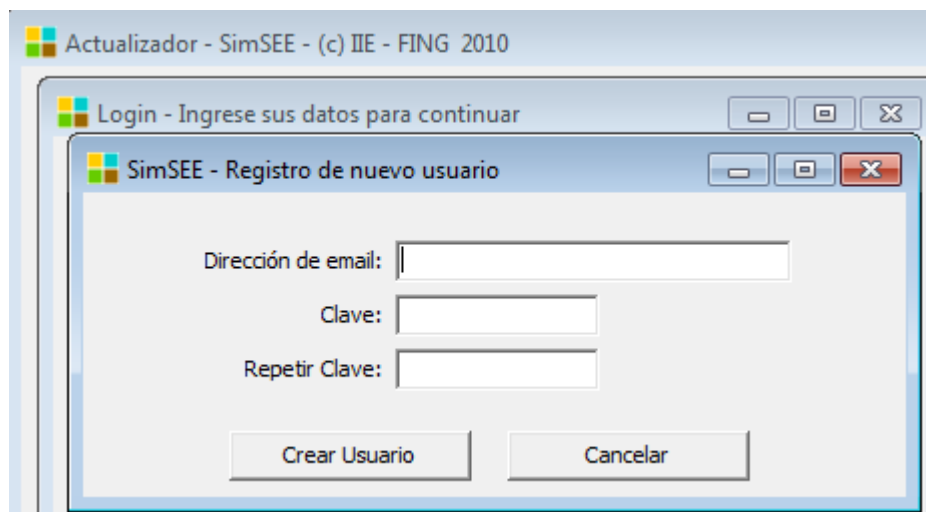 Actualizador - SimSEE - (c) IIE - FING 2010
Login - Ingrese sus datos para continuar
SimSEE - Registro de nuevo usuario
Dirección de email:
Clave:
Repetir Clave:
Crear Usuario Cancelar